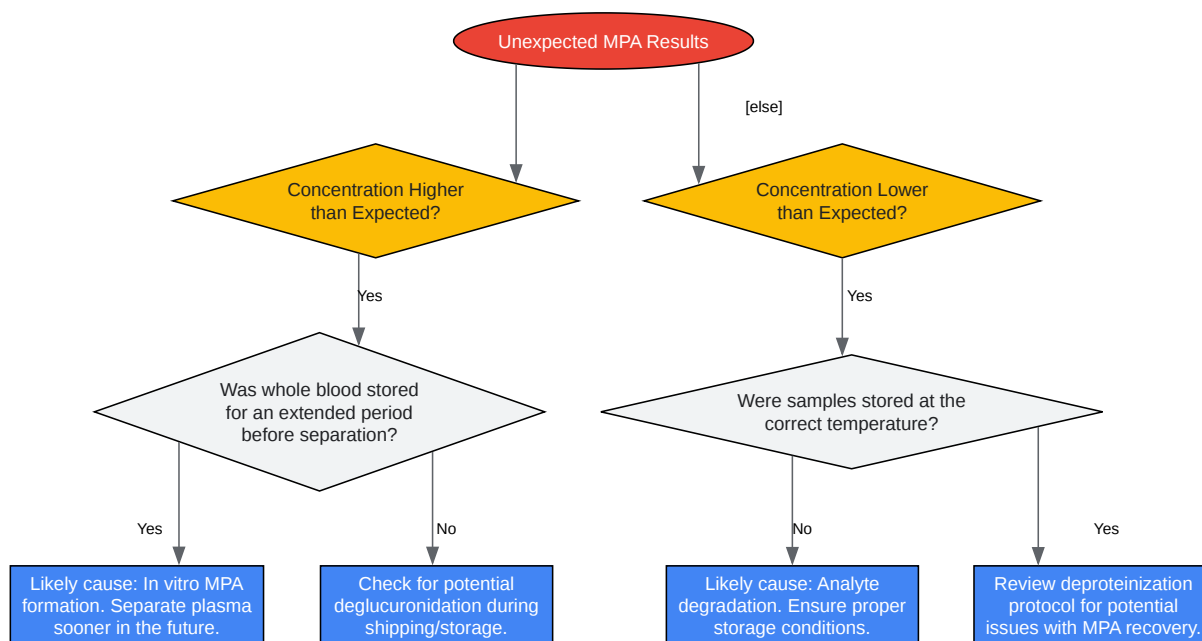 Unexpected MPA Results
[else]
Concentration Higher
than Expected?
Concentration Lower
than Expected?
Yes
Yes
Was whole blood stored
for an extended period
before separation?
Were samples stored at the
correct temperature?
Yes
No
No
Yes
Likely cause: In vitro MPA
formation. Separate plasma
sooner in the future.
Check for potential
deglucuronidation during
shipping/storage.
Likely cause: Analyte
degradation. Ensure proper
storage conditions.
Review deproteinization
protocol for potential
issues with MPA recovery.